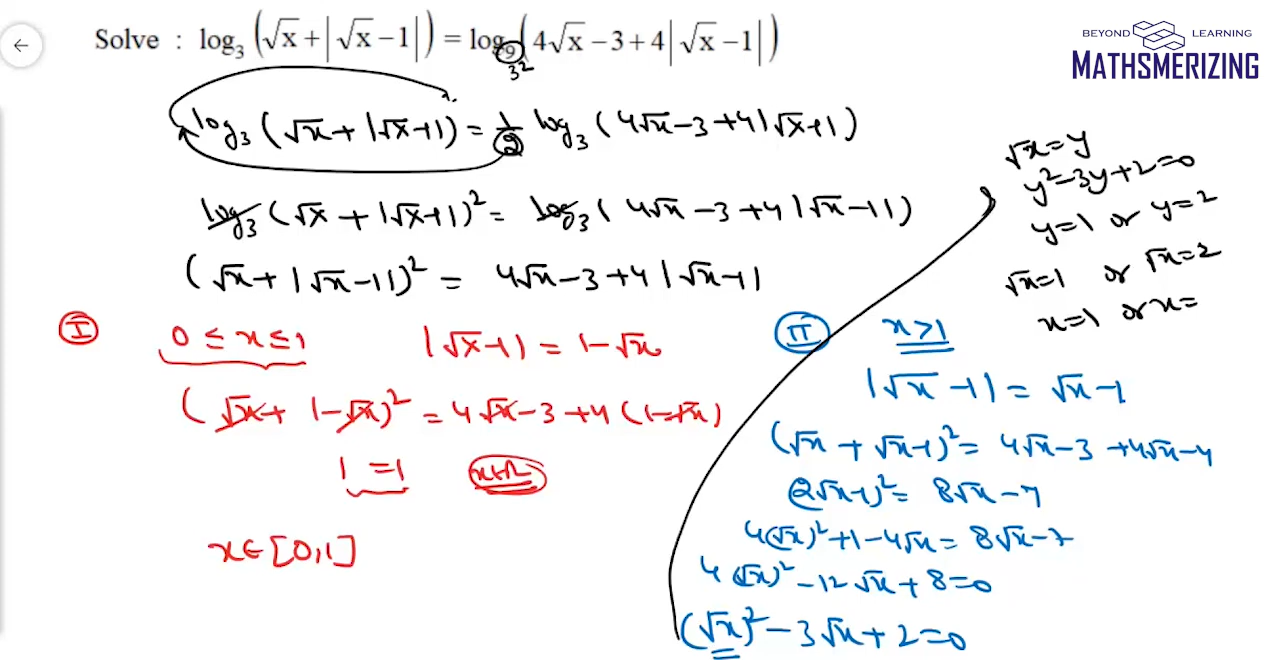 Solve : log₃(√x+|√x−1|) = log₉(4√x−3+4|√x−1|)
3²
BEYOND LEARNING
MATHSMERIZING
log₃(√x+|√x-1|) = 1/2 log₃(4√x-3+4|√x-1|)
log₃(√x+|√x-1|)² = log₃(4√x-3+4|√x-1|)
(√x+|√x-1|)² = 4√x-3+4|√x-1|
I
0 ≤ x ≤ 1 |√x-1| = 1-√x
(√x+1-√x)² = 4√x-3+4(1-√x)
1 = 1 x∈R
x∈[0,1]
II x>1
|√x-1| = √x-1
(√x+√x-1)² = 4√x-3+4√x-4
(2√x-1)² = 8√x-7
4(√x)²+1-4√x = 8√x-7
4(√x)²-12√x+8=0
(√x)²-3√x+2=0
√x=y
y²-3y+2=0
y=1 or y=2
√x=1 or √x=2
x=1 or x=